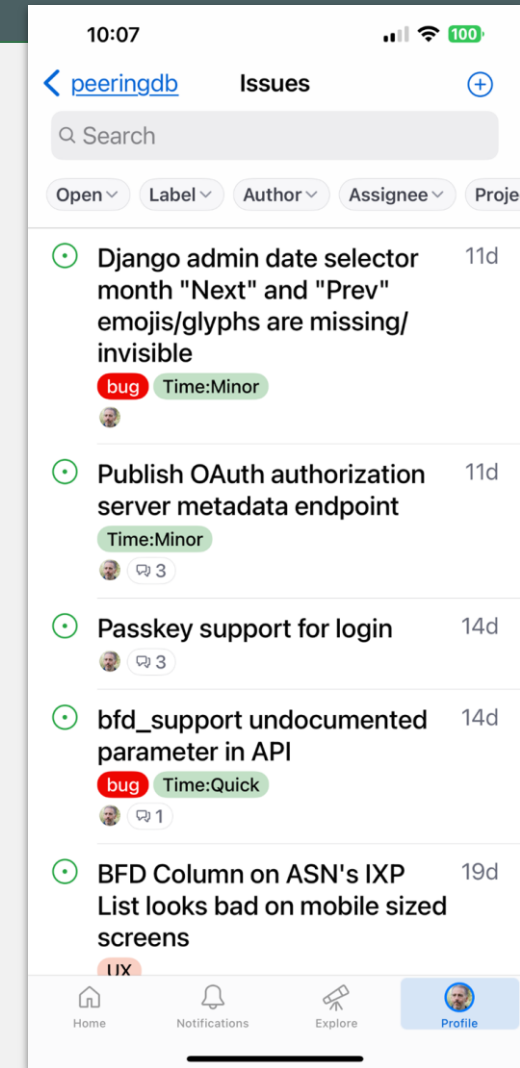 10:07
100
peeringdb
Issues
Search
Open
Label
Author
Assignee
Proje
Django admin date selector
11d
month "Next" and "Prev"
emojis/glyphs are missing/
invisible
bug
Time:Minor
Publish OAuth authorization
11d
server metadata endpoint
Time:Minor
3
Passkey support for login
14d
3
bfd_support undocumented
14d
parameter in API
bug
Time:Quick
1
BFD Column on ASN's IXP
19d
List looks bad on mobile sized
screens
UX
Home
Notifications
Explore
Profile